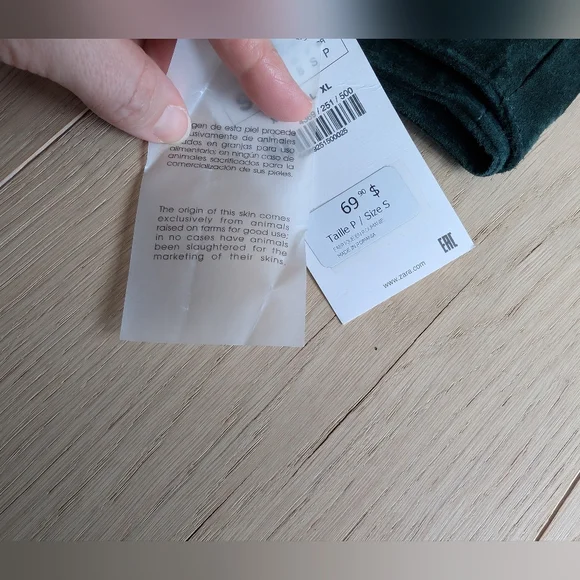 P
XL
/ 251 / 500
69 90 $
Taille P / Size S
www.zara.com
EAC
gen de esta piel procede
usivamente de animales
ados en granjas para uso
alimentario; en ningún caso de
animales sacrificados para la
comercialización de sus pieles.
The origin of this skin comes
exclusively from animals
raised on farms for good use;
in no cases have animals
been slaughtered for the
marketing of their skins.